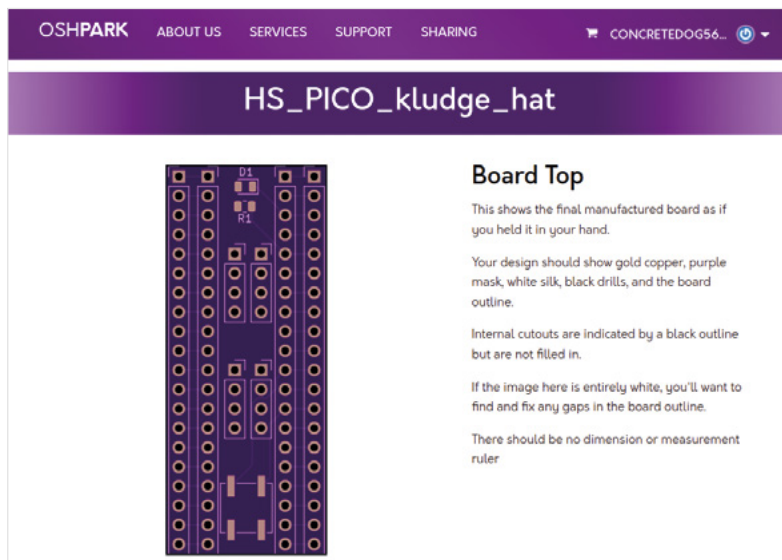 OSHPARK ABOUT US SERVICES SUPPORT SHARING CONCRETEDOG56...
HS_PICO_kludge_hat
D1
R1
Board Top
This shows the final manufactured board as if
you held it in your hand.
Your design should show gold copper, purple
mask, white silk, black drills, and the board
outline.
Internal cutouts are indicated by a black outline
but are not filled in.
If the image here is entirely white, you'll want to
find and fix any gaps in the board outline.
There should be no dimension or measurement
ruler